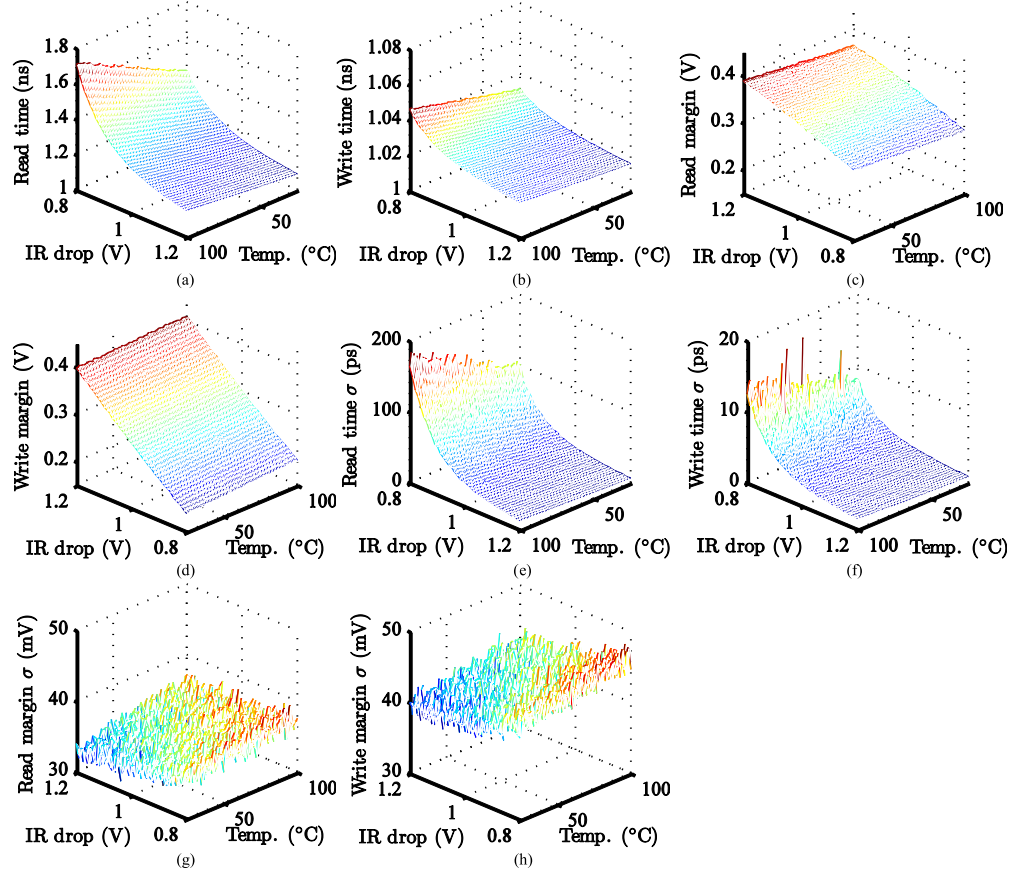 1.8
1.6
1.4
1.2
1
0.8
1
1.2
100
50
Read time (ns)
IR drop (V)
Temp. (°C)
(a)
1.08
1.06
1.04
1.02
1
0.8
1
1.2
100
50
Write time (ns)
IR drop (V)
Temp. (°C)
(b)
0.4
0.3
0.2
1.2
1
0.8
50
100
Read margin (V)
IR drop (V)
Temp. (°C)
(c)
0.4
0.3
0.2
1.2
1
0.8
50
100
Write margin (V)
IR drop (V)
Temp. (°C)
(d)
200
100
0
0.8
1
1.2
100
50
Read time σ (ps)
IR drop (V)
Temp. (°C)
(e)
20
10
0
0.8
1
1.2
100
50
Write time σ (ps)
IR drop (V)
Temp. (°C)
(f)
50
40
30
1.2
1
0.8
50
100
Read margin σ (mV)
IR drop (V)
Temp. (°C)
(g)
50
40
30
1.2
1
0.8
50
100
Write margin σ (mV)
IR drop (V)
Temp. (°C)
(h)